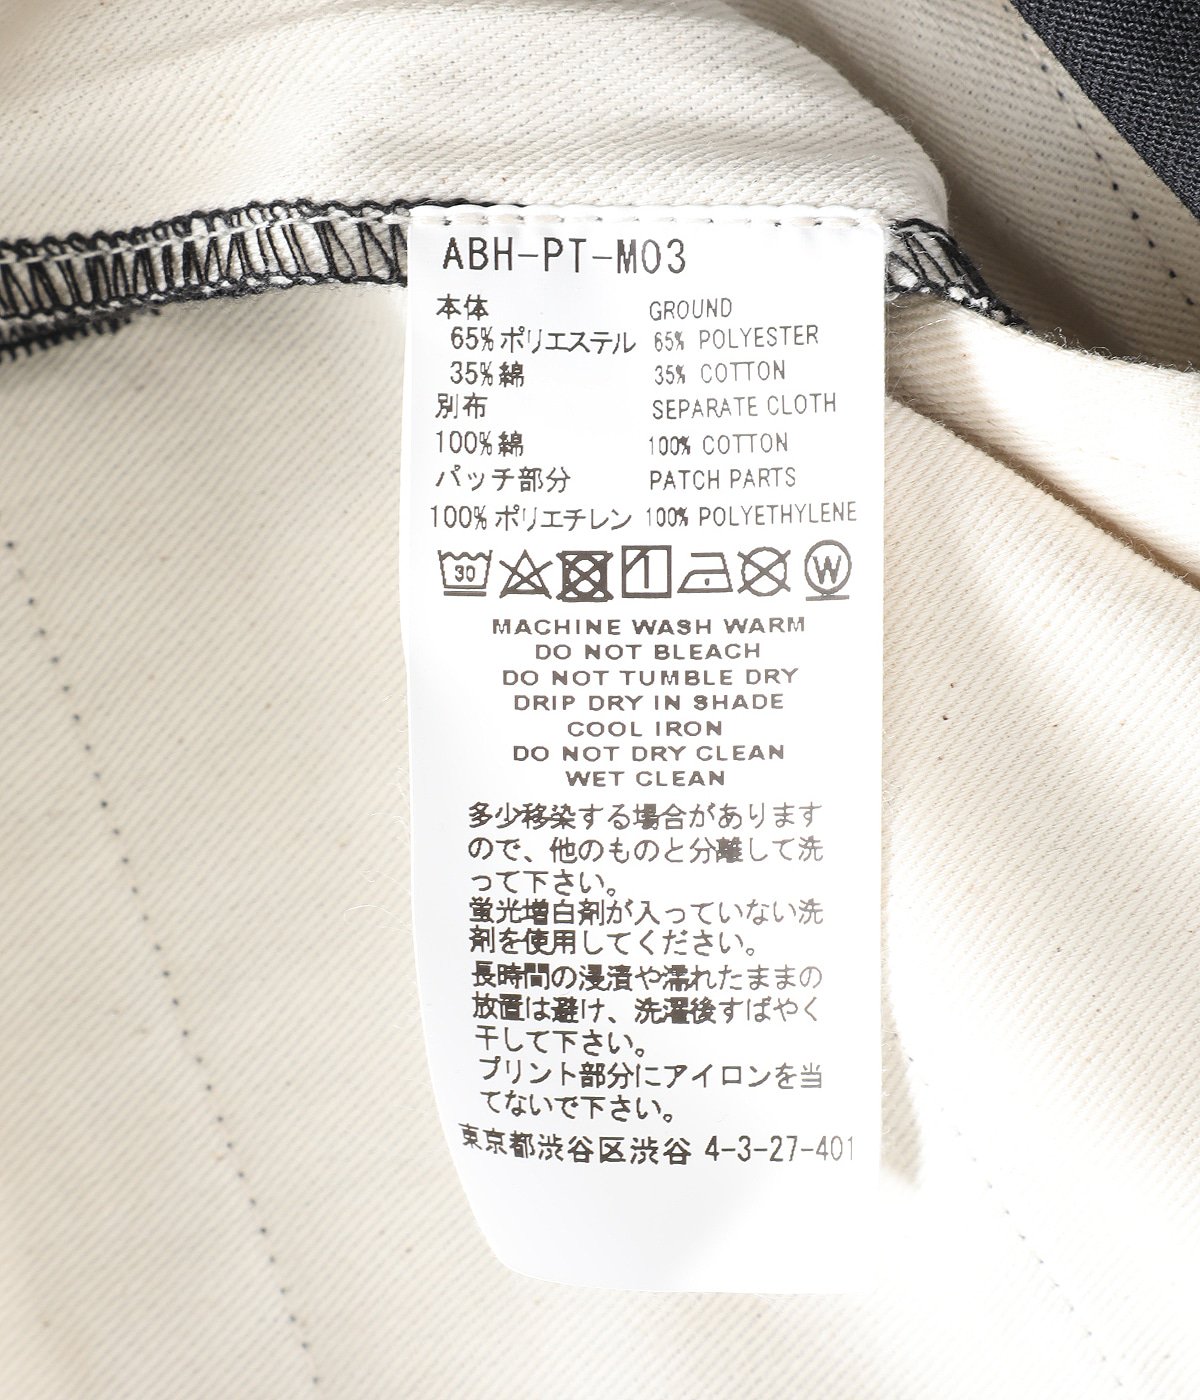 ABH-PT-M03
本体 GROUND
65%ポリエステル 65% POLYESTER
35%綿 35% COTTON
別布 SEPARATE CLOTH
100%綿 100% COTTON
パッチ部分 PATCH PARTS
100%ポリエチレン 100% POLYETHYLENE
30 W
MACHINE WASH WARM
DO NOT BLEACH
DO NOT TUMBLE DRY
DRIP DRY IN SHADE
COOL IRON
DO NOT DRY CLEAN
WET CLEAN
多少移染する場合があります
ので、他のものと分離して洗
って下さい。
蛍光増白剤が入っていない洗
剤を使用してください。
長時間の浸漬や濡れたままの
放置は避け、洗濯後すばやく
干して下さい。
プリント部分にアイロンを当
てないで下さい。
東京都渋谷区渋谷 4-3-27-401